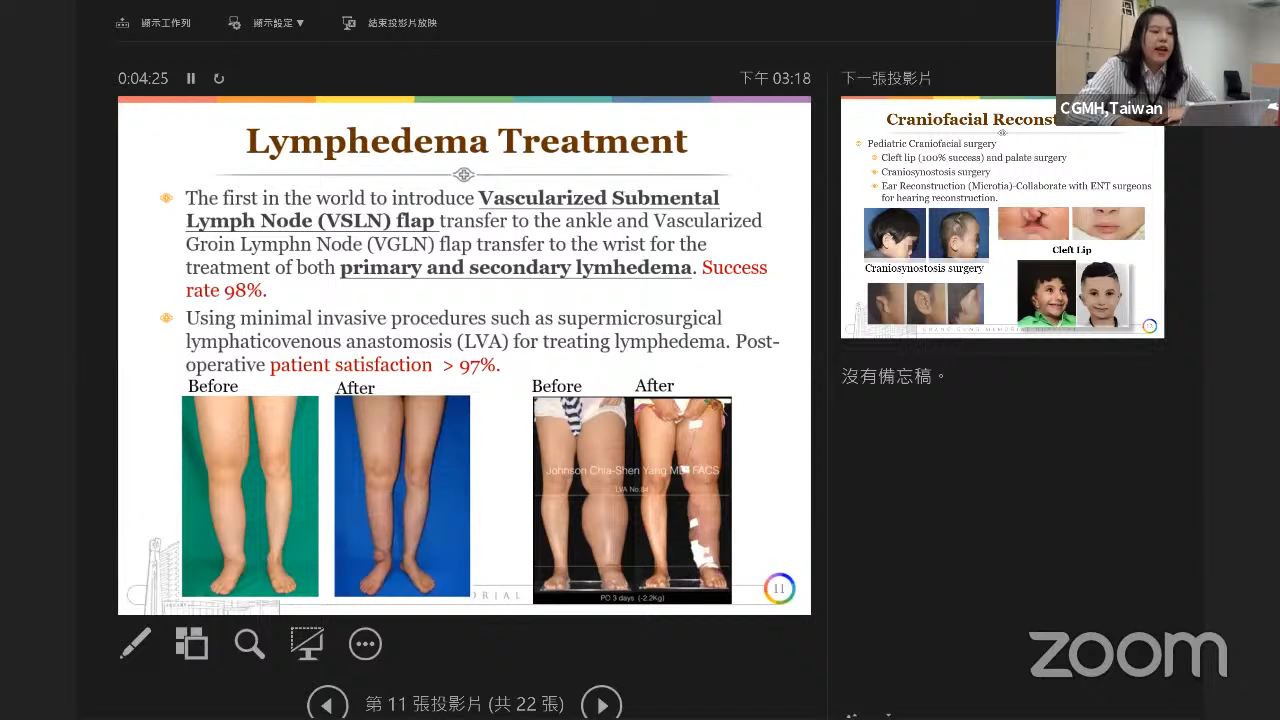 顯示工作列
顯示設定 ▼
結束投影片放映
0:04:25
下午 03:18
Lymphedema Treatment
The first in the world to introduce Vascularized Submental
Lymph Node (VSLN) flap transfer to the ankle and Vascularized
Groin Lymphn Node (VGLN) flap transfer to the wrist for the
treatment of both primary and secondary lymhedema. Success
rate 98%.
Using minimal invasive procedures such as supermicrosurgical
lymphaticovenous anastomosis (LVA) for treating lymphedema. Post-
operative patient satisfaction > 97%.
Before
After
Before
After
Johnson Chia-Shen Yang MD FACS
LVA No.84
PO 3 days (-2.2Kg)
11
下一張投影片
CGMH,Taiwan
Craniofacial Reconst
Pediatric Craniofacial surgery
Cleft lip (100% success) and palate surgery
Craniosynostosis surgery
Ear Reconstruction (Microtia)-Collaborate with ENT surgeons
for hearing reconstruction.
Cleft Lip
Craniosynostosis surgery
沒有備忘稿。
第 11 張投影片 (共 22 張)
zoom